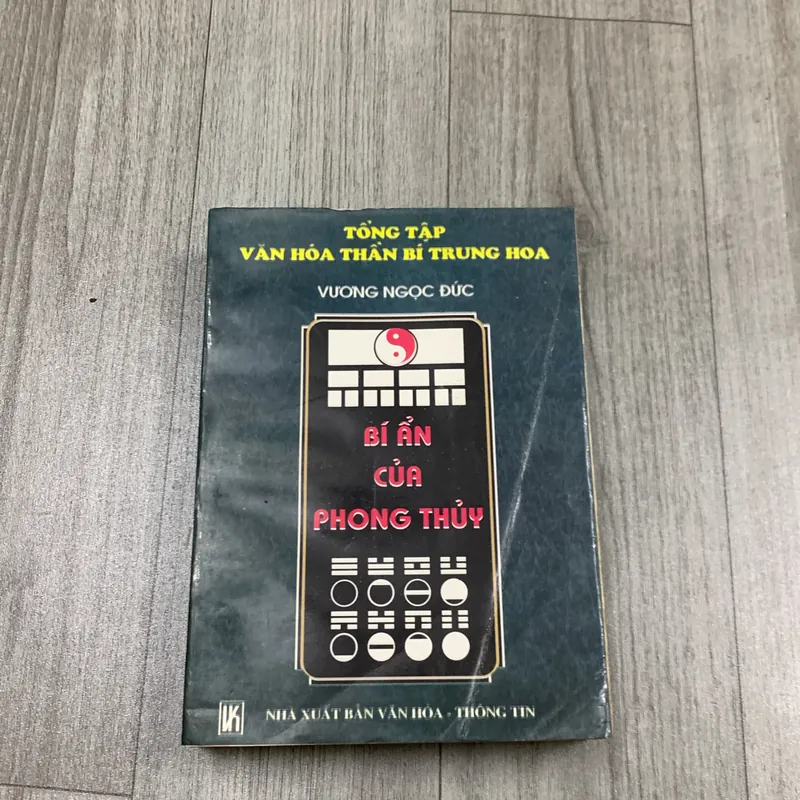 TỔNG TẬP
VĂN HÓA THẦN BÍ TRUNG HOA
VƯƠNG NGỌC ĐỨC
BÍ ẨN
CỦA
PHONG THỦY
NHÀ XUẤT BẢN VĂN HÓA - THÔNG TIN